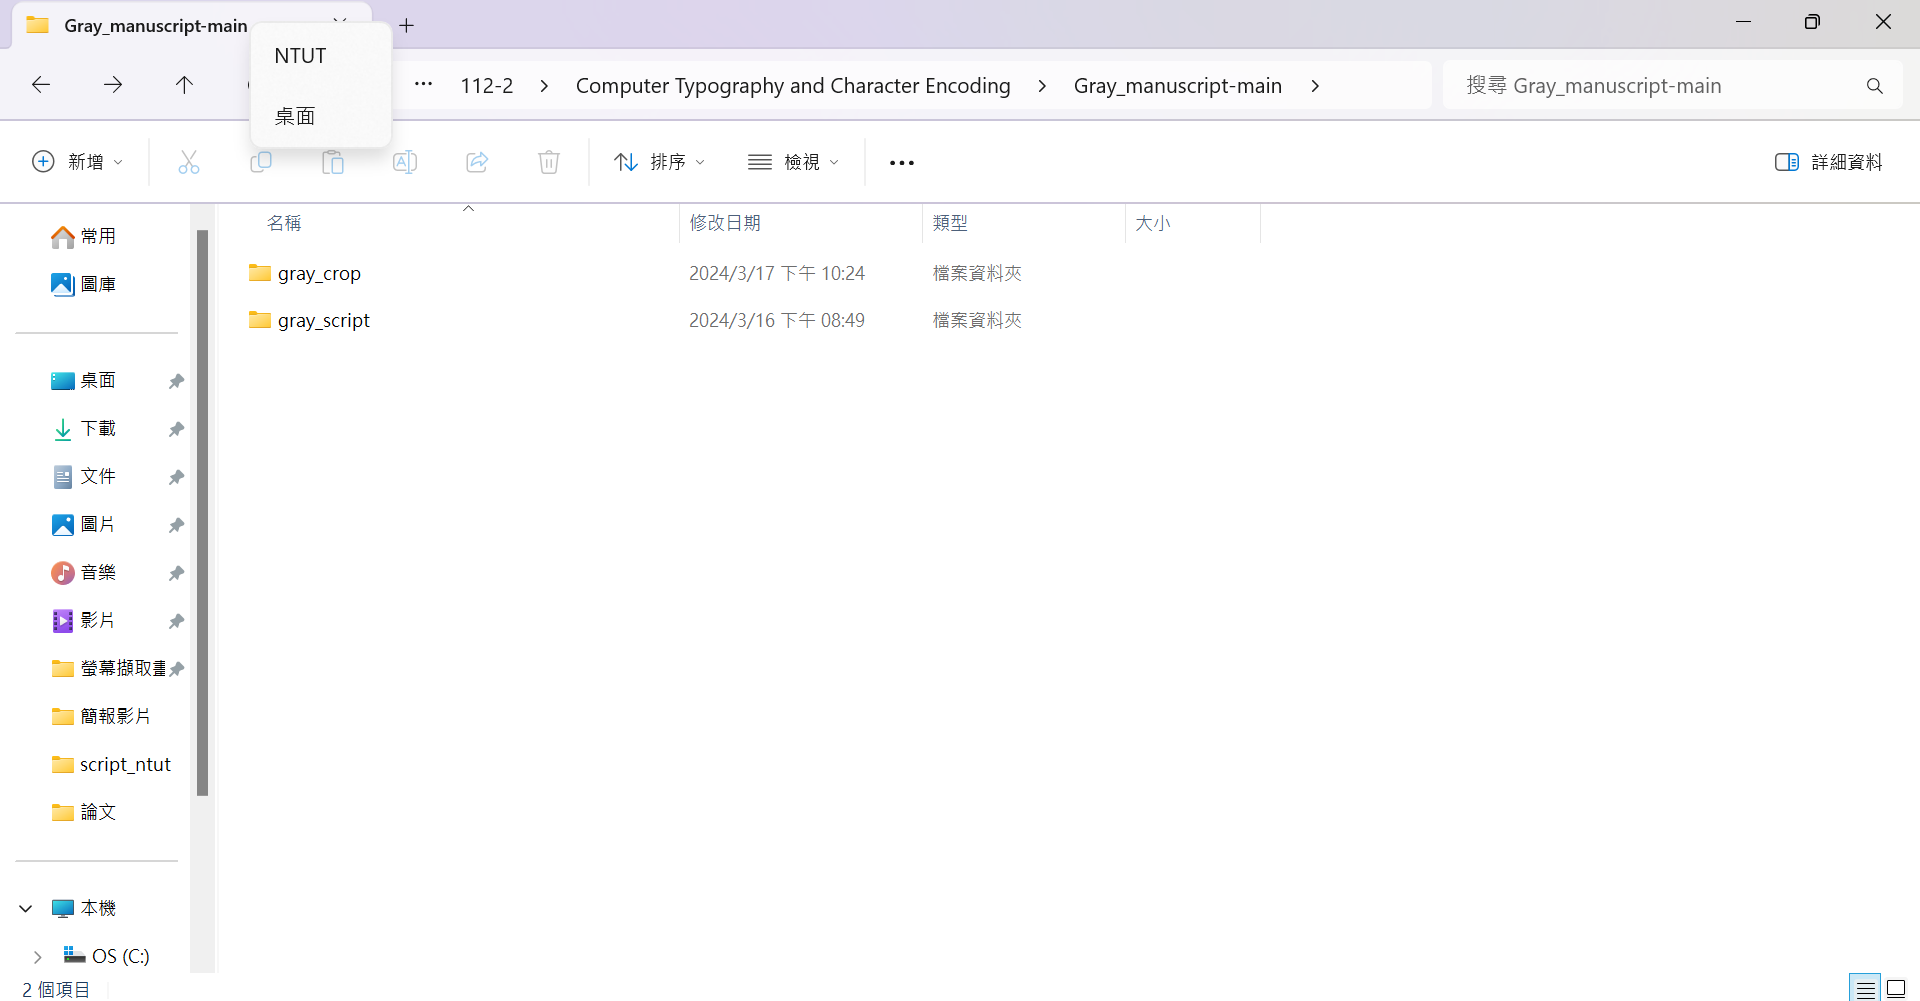 Gray_manuscript-main
NTUT
桌面
112-2 Computer Typography and Character Encoding Gray_manuscript-main
搜尋 Gray_manuscript-main
新增 排序 檢視 詳細資料
名稱 修改日期 類型 大小
gray_crop 2024/3/17 下午 10:24 檔案資料夾
gray_script 2024/3/16 下午 08:49 檔案資料夾
常用
圖庫
桌面
下載
文件
圖片
音樂
影片
螢幕擷取畫
簡報影片
script_ntut
論文
本機
OS (C:)
2 個項目